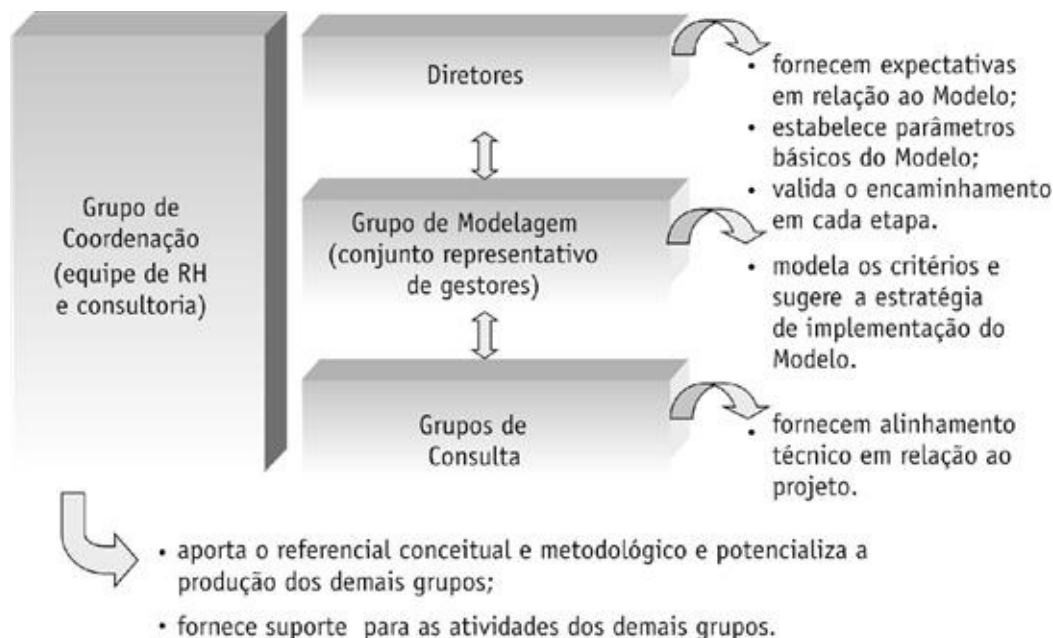 Diretores
• fornecem expectativas
em relação ao Modelo;
• estabelece parâmetros
básicos do Modelo;
• valida o encaminhamento
em cada etapa.
Grupo de
Coordenação
(equipe de RH
e consultoria)
Grupo de Modelagem
(conjunto representativo
de gestores)
• modela os critérios e
sugere a estratégia
de implementação do
Modelo.
Grupos de
Consulta
• fornecem alinhamento
técnico em relação ao
projeto.
• aporta o referencial conceitual e metodológico e potencializa a
produção dos demais grupos;
• fornece suporte para as atividades dos demais grupos.